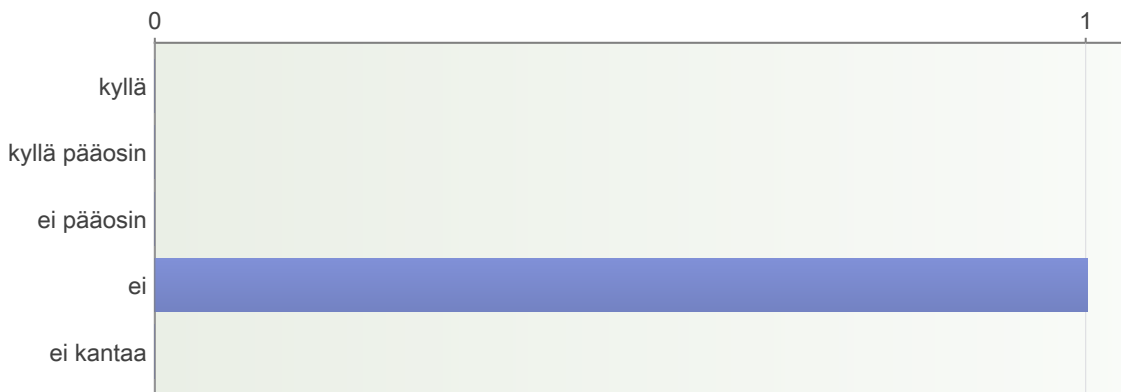 0 1
kyllä
kyllä pääosin
ei pääosin
ei
ei kantaa